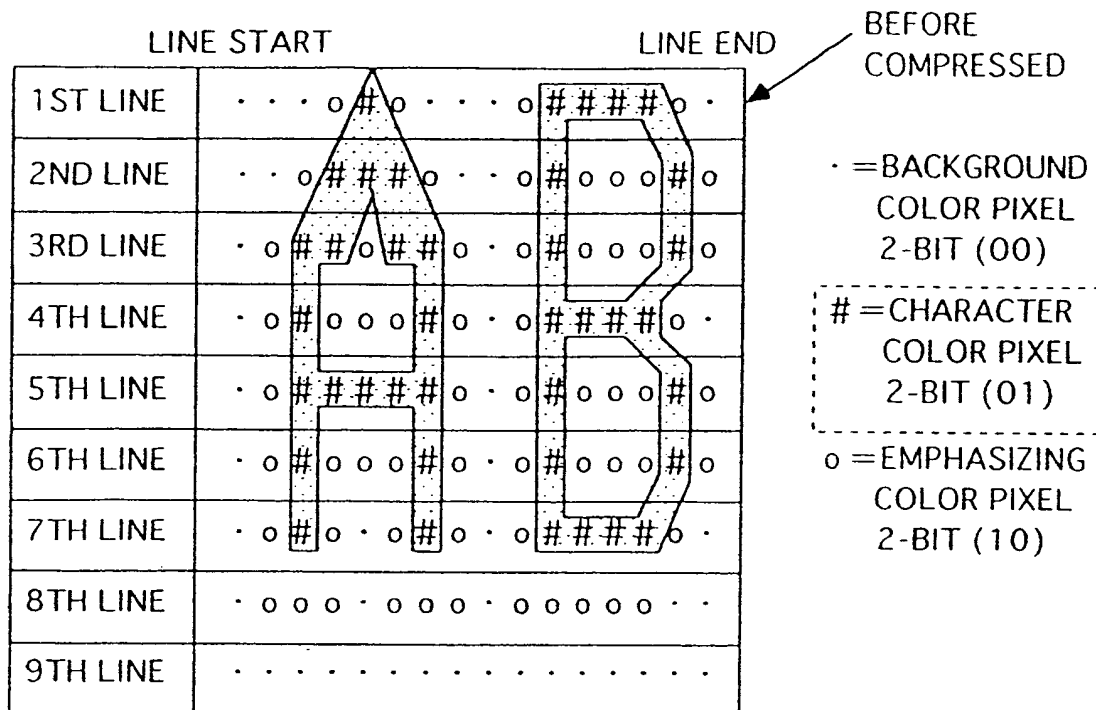 LINE START LINE END BEFORE
COMPRESSED
1ST LINE · · · o # o · · · o # # # # o ·
2ND LINE · · o # # # o · · o # o o o # o
3RD LINE · o # # o # # o · o # o o o # o
4TH LINE · o # o o o # o · o # # # # o ·
5TH LINE · o # # # # # o · o # o o o # o
6TH LINE · o # o o o # o · o # o o o # o
7TH LINE · o # o · o # o · o # # # # o ·
8TH LINE · o o o · o o o · o o o o o · ·
9TH LINE · · · · · · · · · · · · · · · ·
· =BACKGROUND
COLOR PIXEL
2-BIT (00)
# =CHARACTER
COLOR PIXEL
2-BIT (01)
o =EMPHASIZING
COLOR PIXEL
2-BIT (10)